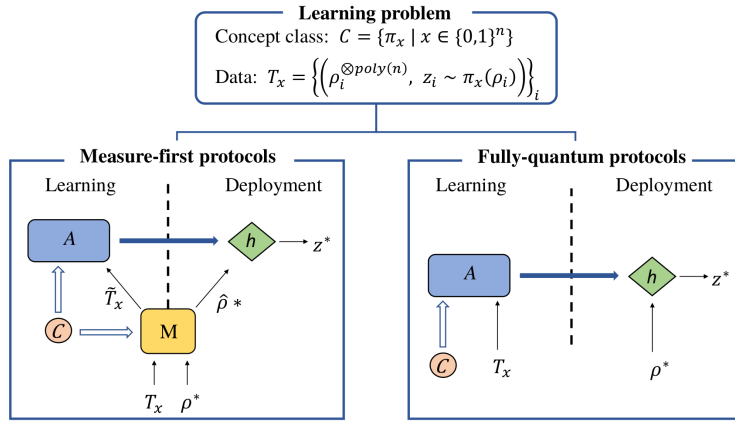 Learning problem
Concept class: C = {π_x | x ∈ {0,1}^n}
Data: T_x = {(ρ_i^{⊗poly(n)}, z_i ~ π_x(ρ_i))}_i
Measure-first protocols
Learning
Deployment
A
h
z*
T̃_x
ρ̂ *
C
M
T_x
ρ*
Fully-quantum protocols
Learning
Deployment
A
h
z*
C
T_x
ρ*